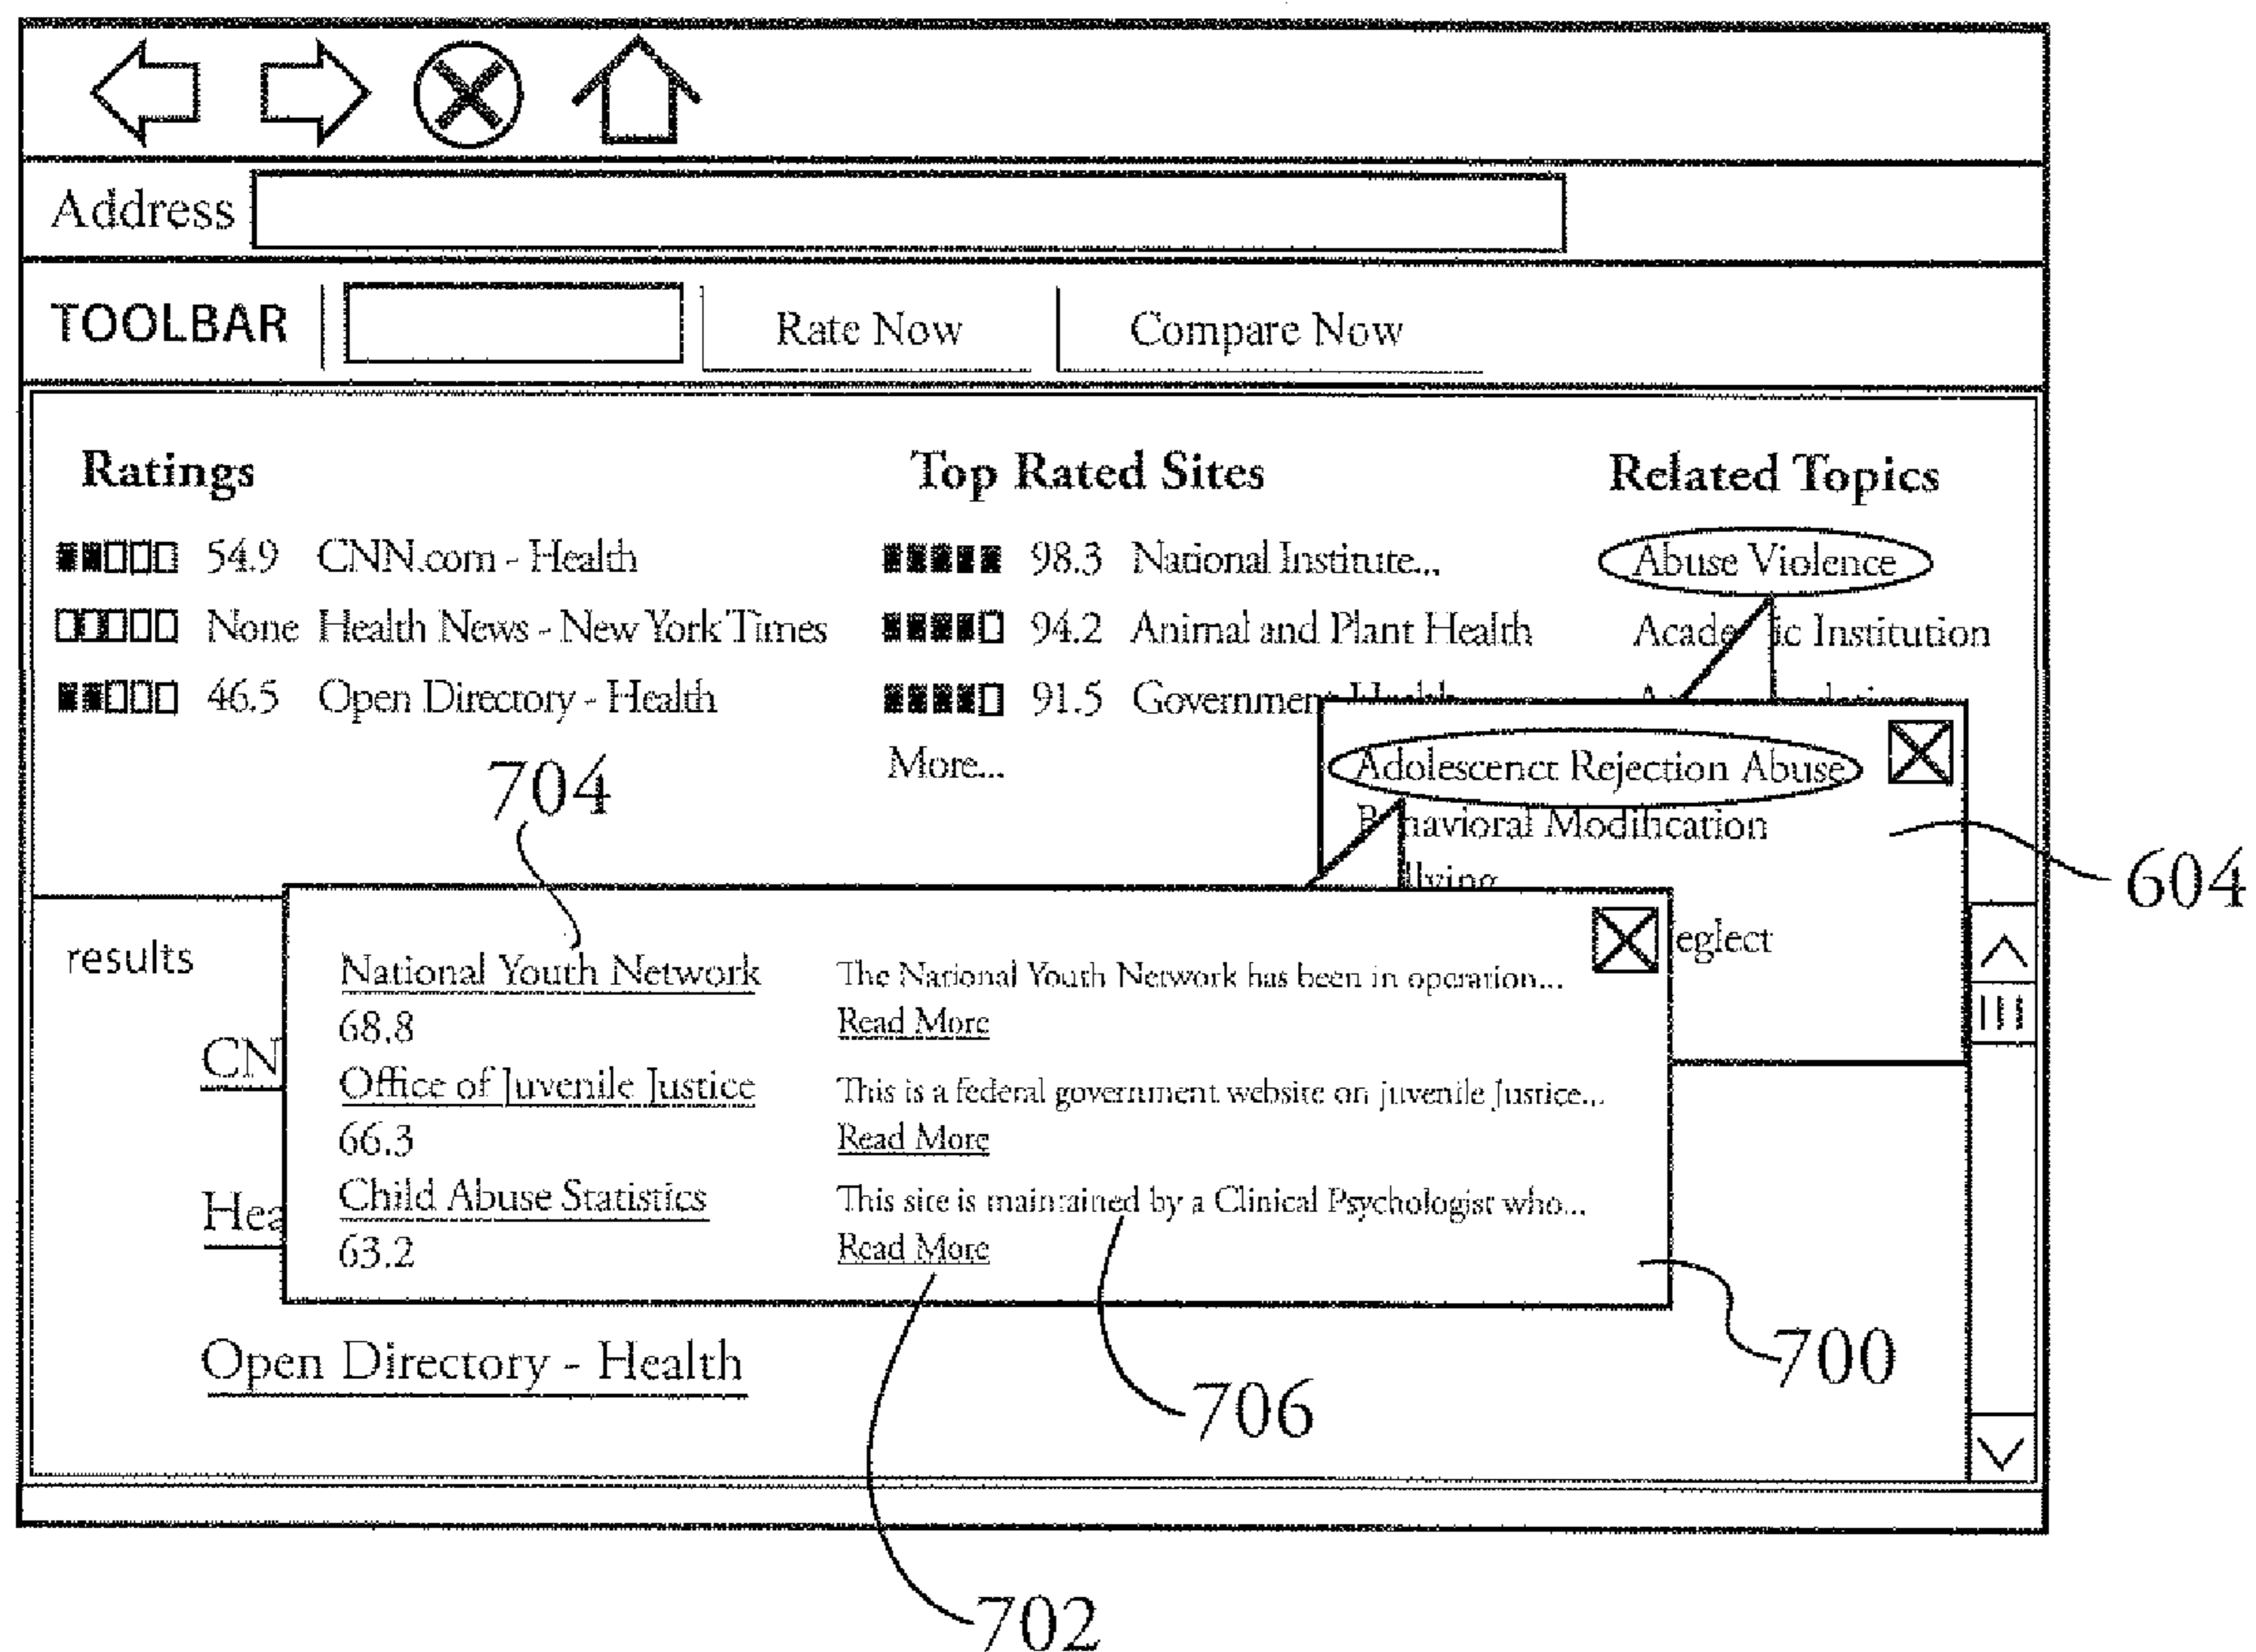 Address
TOOLBAR Rate Now Compare Now
Ratings Top Rated Sites Related Topics
54.9 CNN.com - Health 98.3 National Institute... Abuse Violence
None Health News - New York Times 94.2 Animal and Plant Health Institution
46.5 Open Directory - Health 91.5
More...
Adolescenct Rejection Abuse
704
Modification
604
results
eglect
National Youth Network The National Youth Network has been in operation...
68.8 Read More
CN
Office of Juvenile Justice This is a federal government website on juvenile Justice...
66.3 Read More
Child Abuse Statistics This site is maintained by a Clinical Psychologist who...
Hea
63.2 Read More
Open Directory - Health
700
706
702